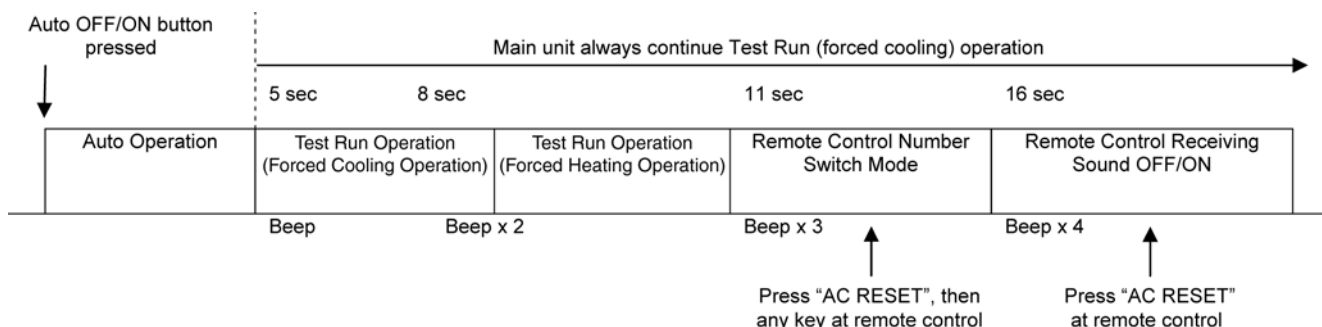 Auto OFF/ON button
pressed
Main unit always continue Test Run (forced cooling) operation
5 sec
8 sec
11 sec
16 sec
Auto Operation
Test Run Operation
(Forced Cooling Operation)
Test Run Operation
(Forced Heating Operation)
Remote Control Number
Switch Mode
Remote Control Receiving
Sound OFF/ON
Beep
Beep x 2
Beep x 3
Beep x 4
Press “AC RESET”, then
any key at remote control
Press “AC RESET”
at remote control